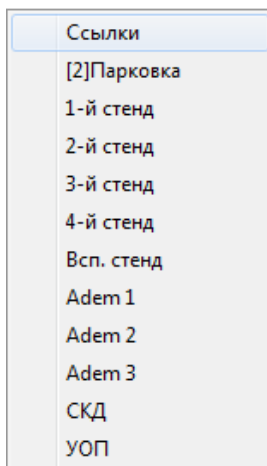 Ссылки
[2]Парковка
1-й стенд
2-й стенд
3-й стенд
4-й стенд
Всп. стенд
Adem 1
Adem 2
Adem 3
СКД
УОП